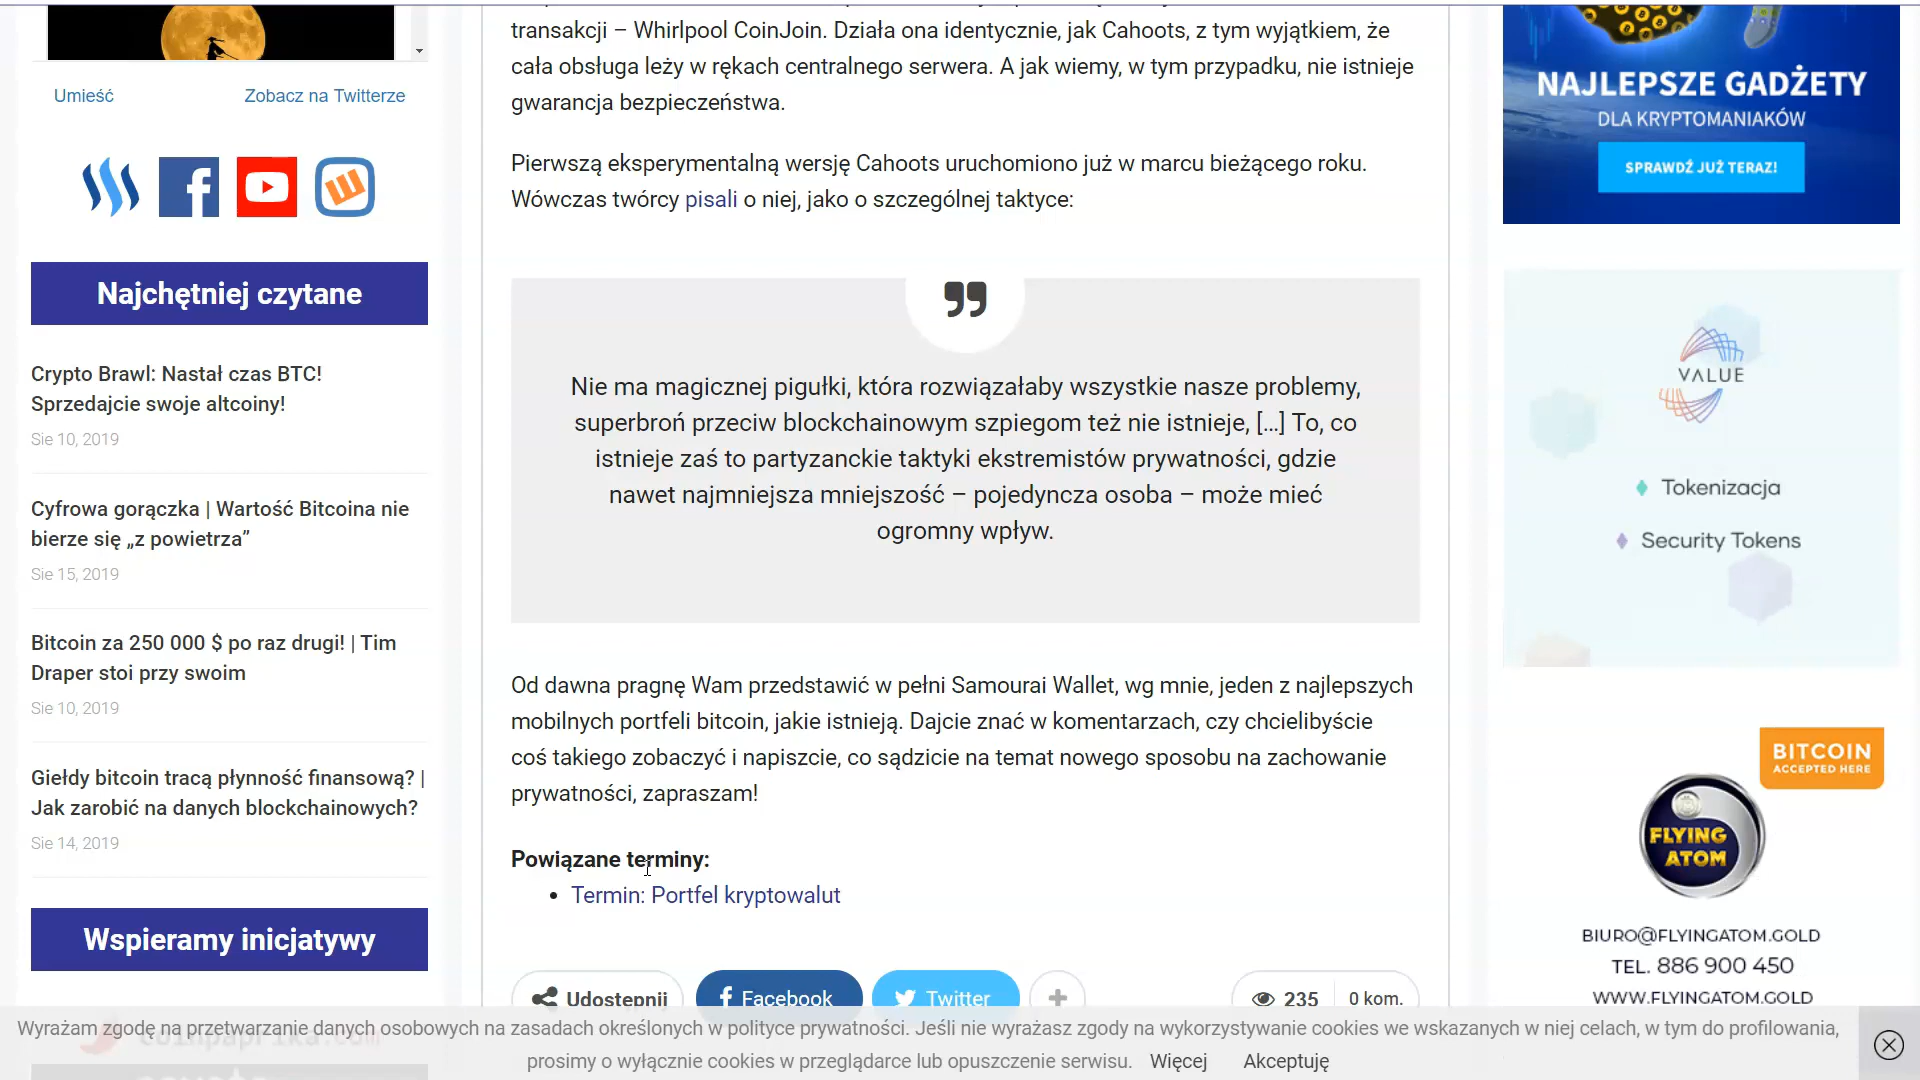 Umieść
Zobacz na Twitterze
Najchętniej czytane
Crypto Brawl: Nastał czas BTC!
Sprzedajcie swoje altcoiny!
Sie 10, 2019
Cyfrowa gorączka | Wartość Bitcoina nie
bierze się „z powietrza”
Sie 15, 2019
Bitcoin za 250 000 $ po raz drugi! | Tim
Draper stoi przy swoim
Sie 10, 2019
Giełdy bitcoin tracą płynność finansową? |
Jak zarobić na danych blockchainowych?
Sie 14, 2019
Wspieramy inicjatywy
coinpaprika.com
transakcji – Whirlpool CoinJoin. Działa ona identycznie, jak Cahoots, z tym wyjątkiem, że
cała obsługa leży w rękach centralnego serwera. A jak wiemy, w tym przypadku, nie istnieje
gwarancja bezpieczeństwa.
Pierwszą eksperymentalną wersję Cahoots uruchomiono już w marcu bieżącego roku.
Wówczas twórcy pisali o niej, jako o szczególnej taktyce:
Nie ma magicznej pigułki, która rozwiązałaby wszystkie nasze problemy,
superbroń przeciw blockchainowym szpiegom też nie istnieje, [...] To, co
istnieje zaś to partyzanckie taktyki ekstremistów prywatności, gdzie
nawet najmniejsza mniejszość – pojedyncza osoba – może mieć
ogromny wpływ.
Od dawna pragnę Wam przedstawić w pełni Samourai Wallet, wg mnie, jeden z najlepszych
mobilnych portfeli bitcoin, jakie istnieją. Dajcie znać w komentarzach, czy chcielibyście
coś takiego zobaczyć i napiszcie, co sądzicie na temat nowego sposobu na zachowanie
prywatności, zapraszam!
Powiązane terminy:
• Termin: Portfel kryptowalut
Udostępnij
Facebook
Twitter
235
0 kom.
NAJLEPSZE GADŻETY
DLA KRYPTOMANIAKÓW
SPRAWDŹ JUŻ TERAZ!
VALUE
Tokenizacja
Security Tokens
BITCOIN
ACCEPTED HERE
FLYING
ATOM
BIURO@FLYINGATOM.GOLD
TEL. 886 900 450
WWW.FLYINGATOM.GOLD
Wyrażam zgodę na przetwarzanie danych osobowych na zasadach określonych w polityce prywatności. Jeśli nie wyrażasz zgody na wykorzystywanie cookies we wskazanych w niej celach, w tym do profilowania,
prosimy o wyłącznie cookies w przeglądarce lub opuszczenie serwisu. Więcej Akceptuję